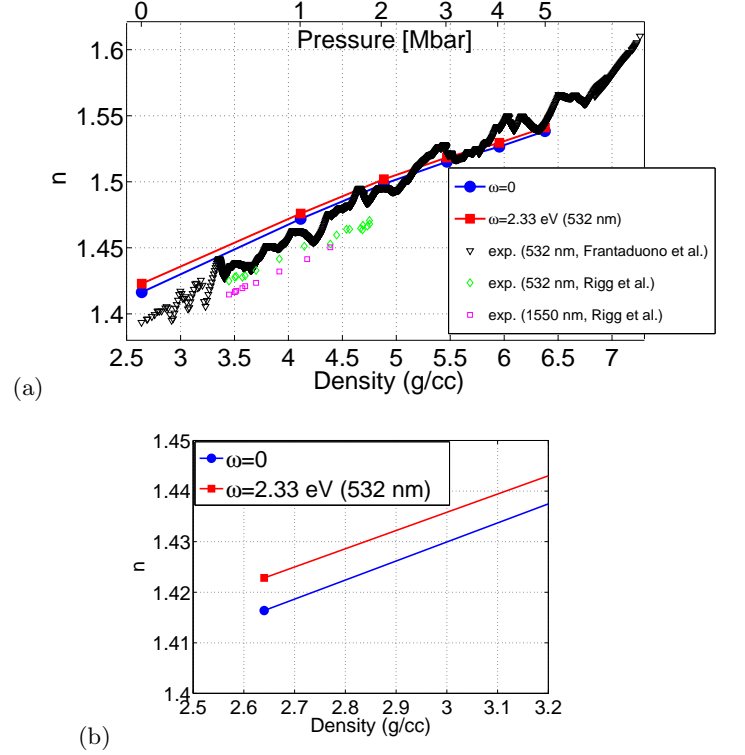 0 1 2 3 4 5
Pressure [Mbar]
1.6
1.55
1.5
1.45
1.4
n
ω=0
ω=2.33 eV (532 nm)
exp. (532 nm, Frantaduono et al.)
exp. (532 nm, Rigg et al.)
exp. (1550 nm, Rigg et al.)
2.5 3 3.5 4 4.5 5 5.5 6 6.5 7
Density (g/cc)
(a)
1.45
1.44
1.43
1.42
1.41
1.4
n
ω=0
ω=2.33 eV (532 nm)
2.5 2.6 2.7 2.8 2.9 3 3.1 3.2
Density (g/cc)
(b)